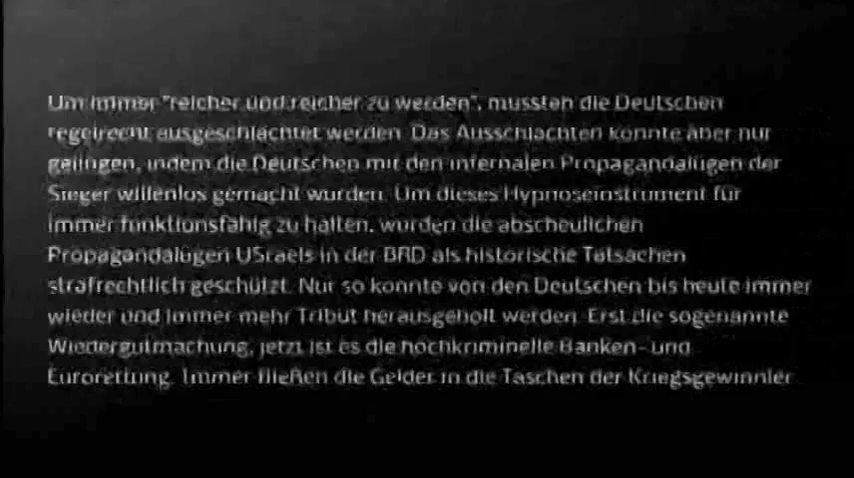 Um immer "reicher und reicher zu werden", mussten die Deutschen
regelrecht ausgeschlachtet werden. Das Ausschlachten konnte aber nur
gelingen, indem die Deutschen mit den infernalen Propagandalügen der
Sieger willenlos gemacht wurden. Um dieses Hypnoseinstrument für
immer funktionsfähig zu halten, wurden die abscheulichen
Propagandalügen USraels in der BRD als historische Tatsachen
strafrechtlich geschützt. Nur so konnte von den Deutschen bis heute immer
wieder und immer mehr Tribut herausgeholt werden. Erst die sogenannte
Wiedergutmachung, jetzt ist es die hochkriminelle Banken- und
Eurorettung. Immer fließen die Gelder in die Taschen der Kriegsgewinnler